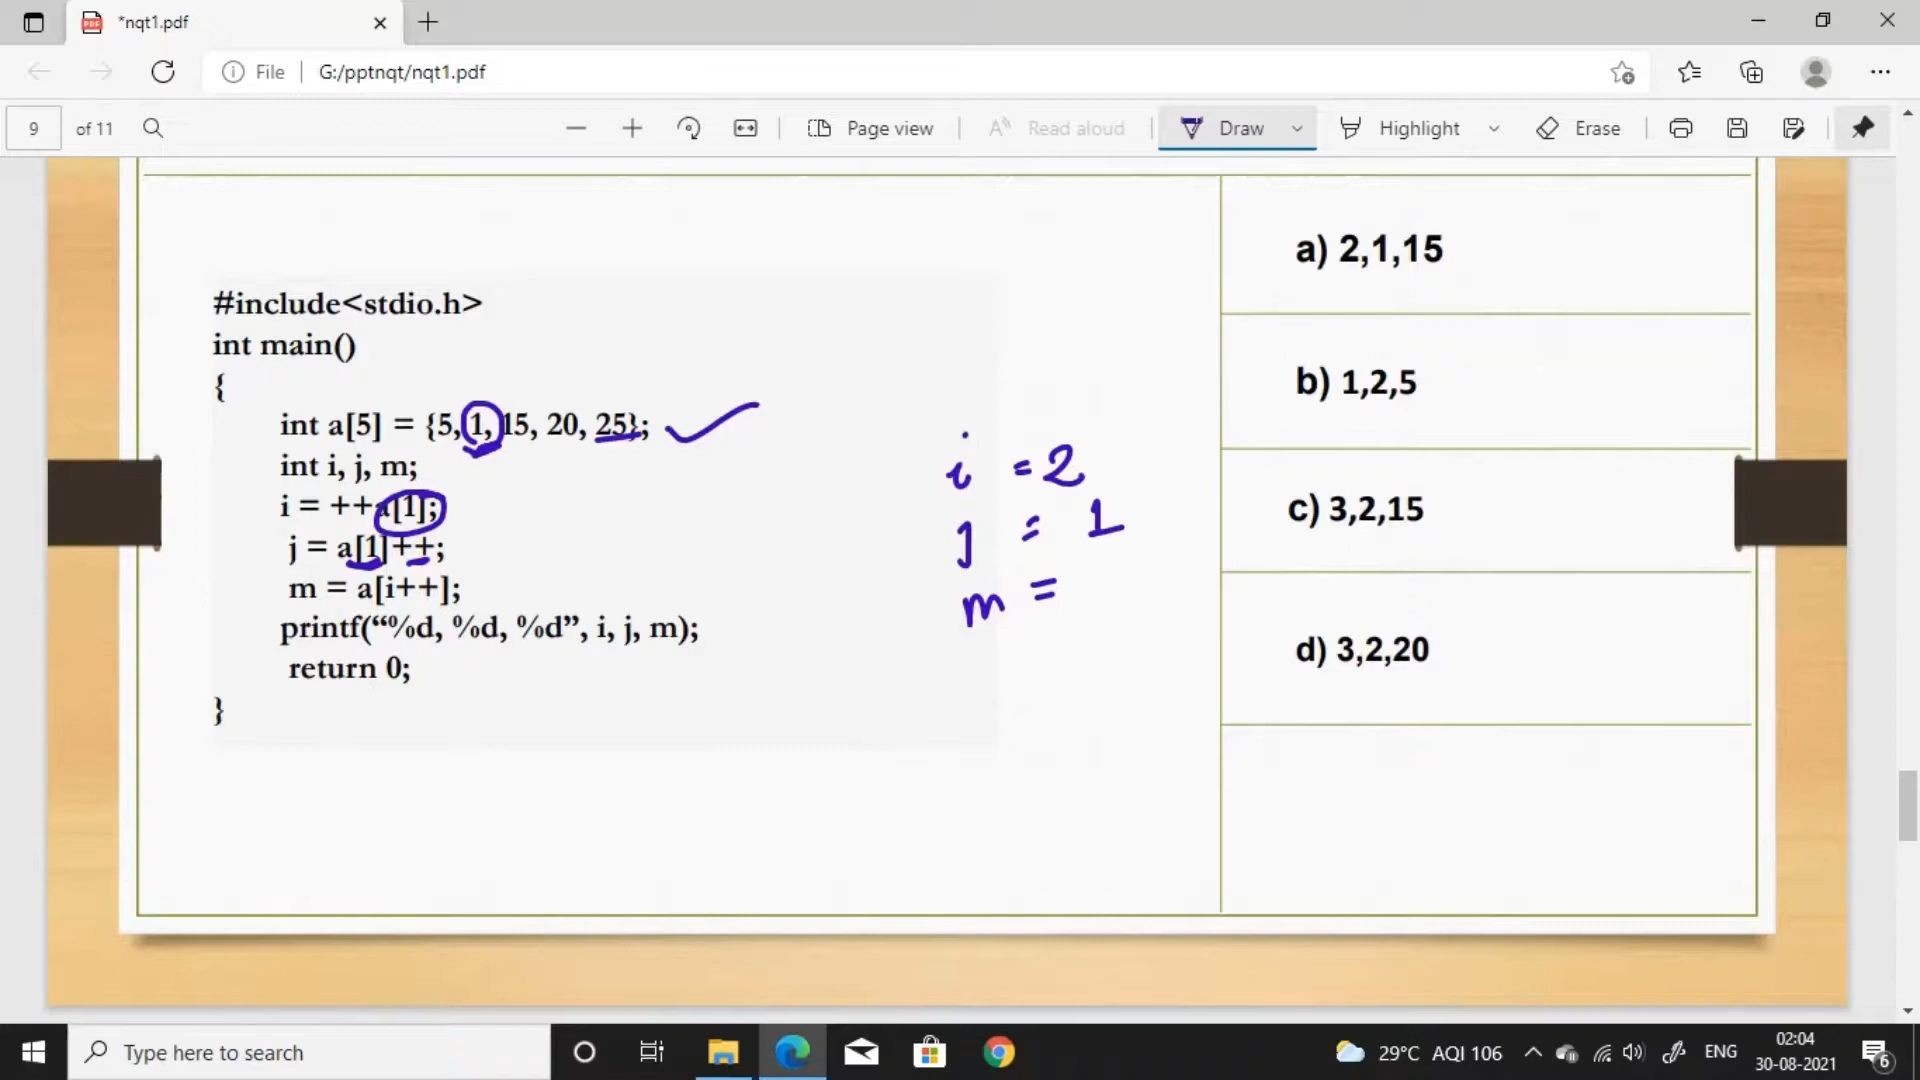 *nqt1.pdf
File
G:/pptnqt/nqt1.pdf
9 of 11
Page view
Read aloud
Draw
Highlight
Erase
#include<stdio.h>
int main()
{
int a[5] = {5, 1, 15, 20, 25};
int i, j, m;
i = ++a[1];
j = a[1]++;
m = a[i++];
printf(“%d, %d, %d”, i, j, m);
return 0;
}
i = 2
j = 1
m =
a) 2,1,15
b) 1,2,5
c) 3,2,15
d) 3,2,20
Type here to search
29°C AQI 106
ENG
02:04
30-08-2021
6